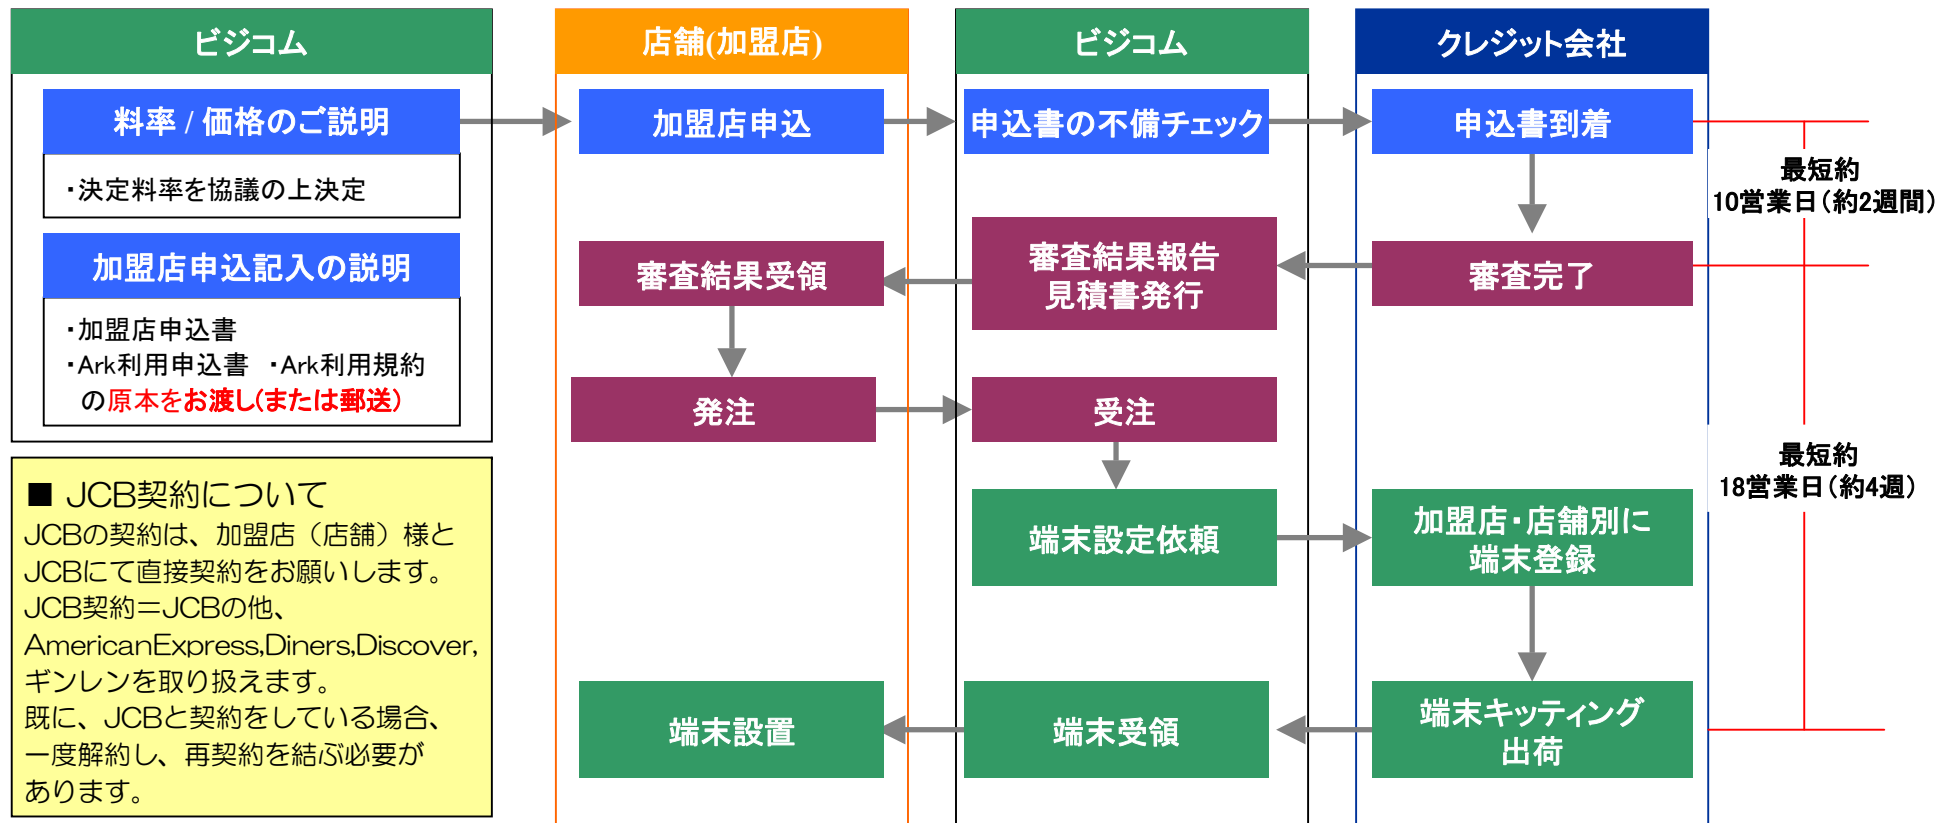 ビジコム
料率 / 価格のご説明
・決定料率を協議の上決定
加盟店申込記入の説明
・加盟店申込書
・Ark利用申込書　・Ark利用規約
の原本をお渡し(または郵送)
■ JCB契約について
JCBの契約は、加盟店（店舗）様と
JCBにて直接契約をお願いします。
JCB契約＝JCBの他、
AmericanExpress,Diners,Discover,
ギンレンを取り扱えます。
既に、JCBと契約をしている場合、
一度解約し、再契約を結ぶ必要が
あります。
店舗(加盟店)
加盟店申込
審査結果受領
発注
端末設置
ビジコム
申込書の不備チェック
審査結果報告
見積書発行
受注
端末設定依頼
端末受領
クレジット会社
申込書到着
審査完了
加盟店・店舗別に
端末登録
端末キッティング
出荷
最短約
10営業日（約2週間）
最短約
18営業日（約4週）